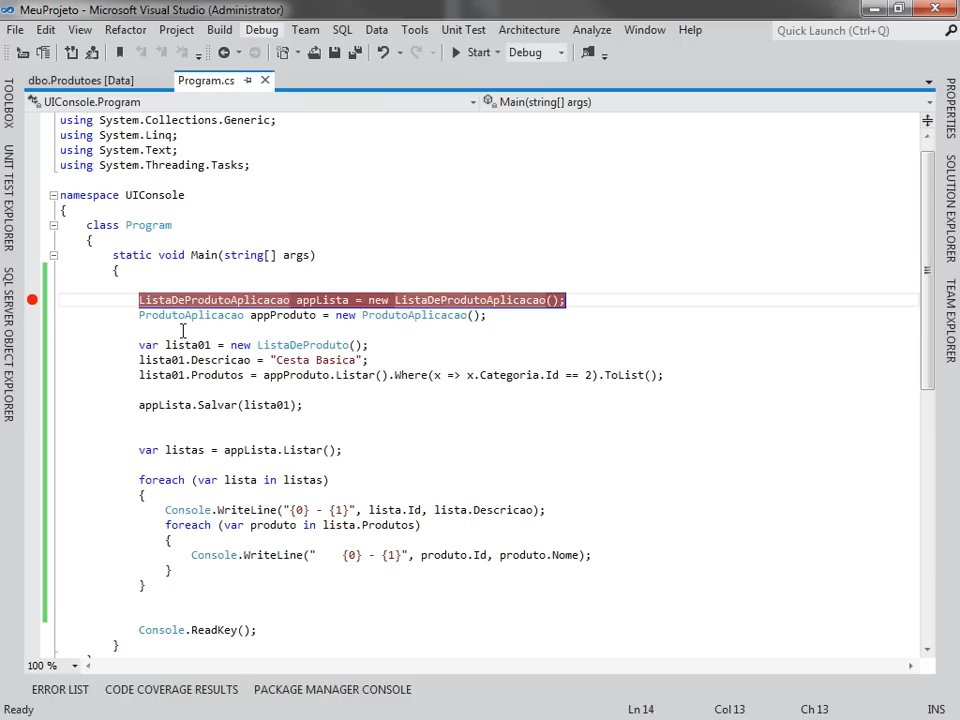 MeuProjeto - Microsoft Visual Studio (Administrator)
File Edit View Refactor Project Build Debug Team SQL Data Tools Unit Test Architecture Analyze Window Help
Quick Launch (Ctrl+Q)
Start Debug
dbo.Produtoes [Data] Program.cs
UIConsole.Program Main(string[] args)
TOOLBOX
UNIT TEST EXPLORER
SQL SERVER OBJECT EXPLORER
using System.Collections.Generic;
using System.Linq;
using System.Text;
using System.Threading.Tasks;
namespace UIConsole
{
class Program
{
static void Main(string[] args)
{
ListaDeProdutoAplicacao appLista = new ListaDeProdutoAplicacao();
ProdutoAplicacao appProduto = new ProdutoAplicacao();
var lista01 = new ListaDeProduto();
lista01.Descricao = "Cesta Basica";
lista01.Produtos = appProduto.Listar().Where(x => x.Categoria.Id == 2).ToList();
appLista.Salvar(lista01);
var listas = appLista.Listar();
foreach (var lista in listas)
{
Console.WriteLine("{0} - {1}", lista.Id, lista.Descricao);
foreach (var produto in lista.Produtos)
{
Console.WriteLine("    {0} - {1}", produto.Id, produto.Nome);
}
}
Console.ReadKey();
}
PROPERTIES
SOLUTION EXPLORER
TEAM EXPLORER
100 %
ERROR LIST CODE COVERAGE RESULTS PACKAGE MANAGER CONSOLE
Ready Ln 14 Col 13 Ch 13 INS